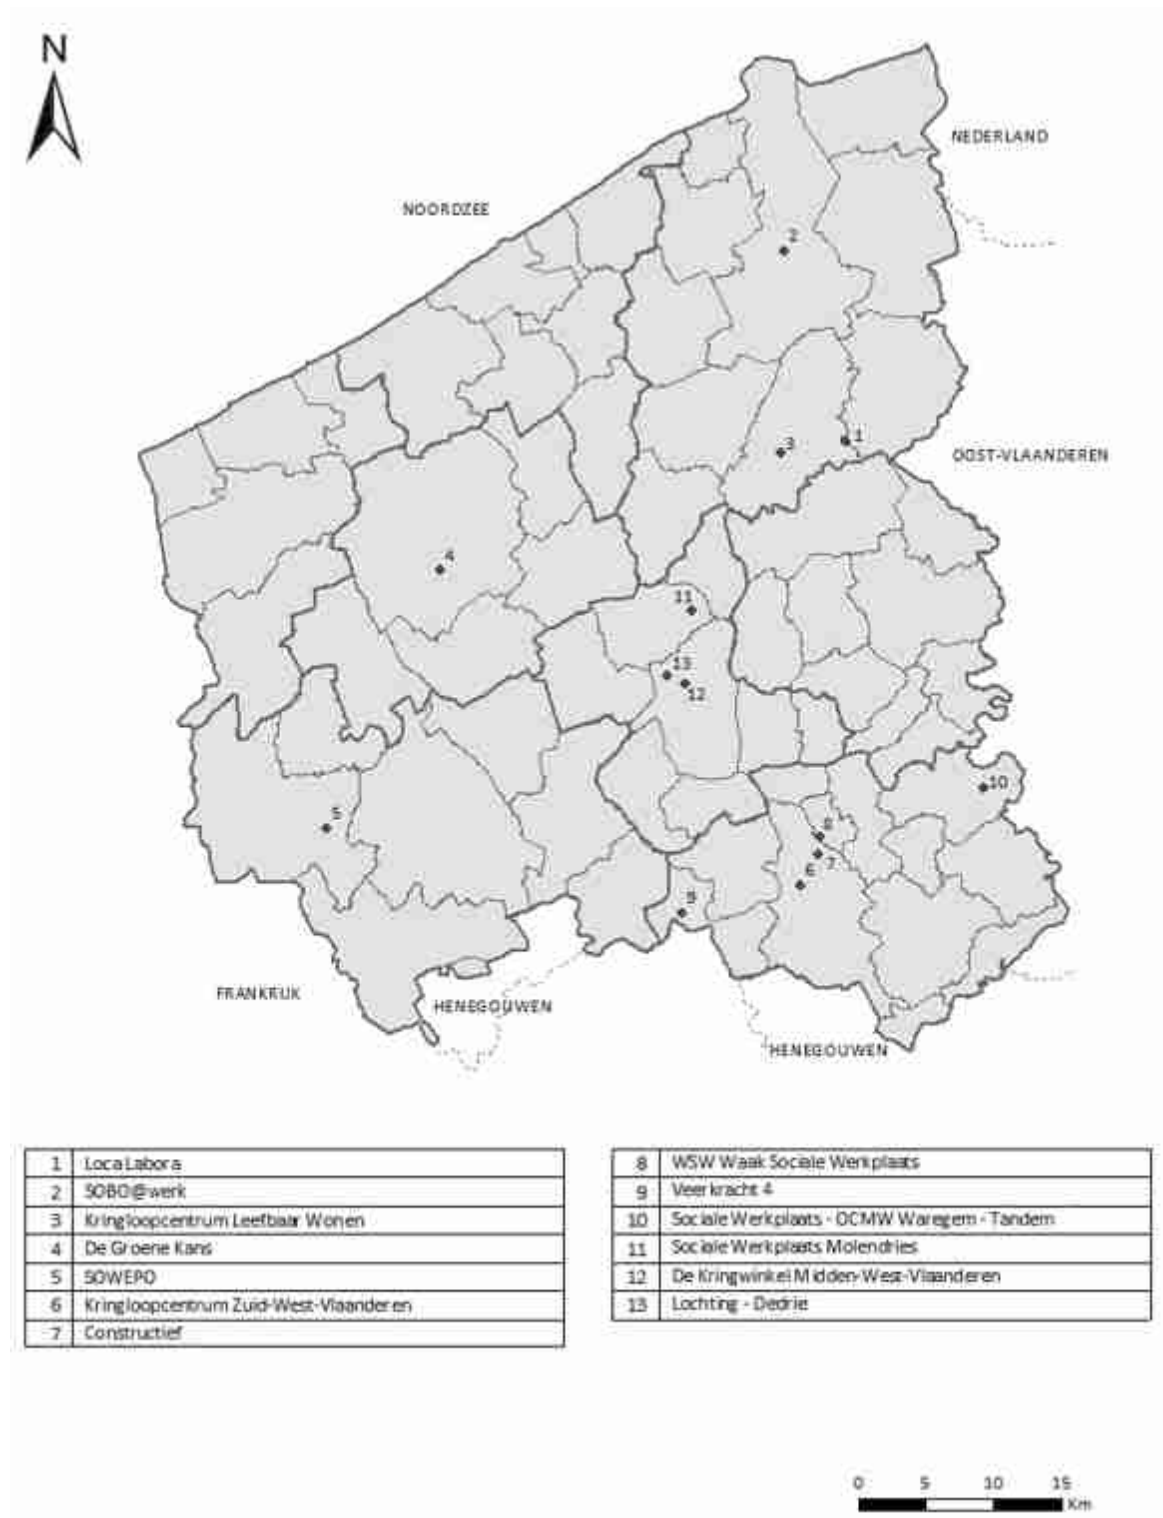 N
NEDERLAND
NOORDZEE
2
1
3
OOST-VLAANDEREN
4
11
13
12
10
5
8
7
6
9
FRANKRIJK
HENEGOUWEN
HENEGOUWEN
1 Loca Labora
2 SOBO@werk
3 Kringloopcentrum Leefbaar Wonen
4 De Groene Kans
5 SOWEPO
6 Kringloopcentrum Zuid-West-Vlaanderen
7 Constructief
8 WSW Waak Sociale Werkplaats
9 Veerkracht 4
10 Sociale Werkplaats - OCMW Waregem - Tandem
11 Sociale Werkplaats Molendries
12 De Kringwinkel Midden-West-Vlaanderen
13 Lochting - Dedrie
0 5 10 15
Km